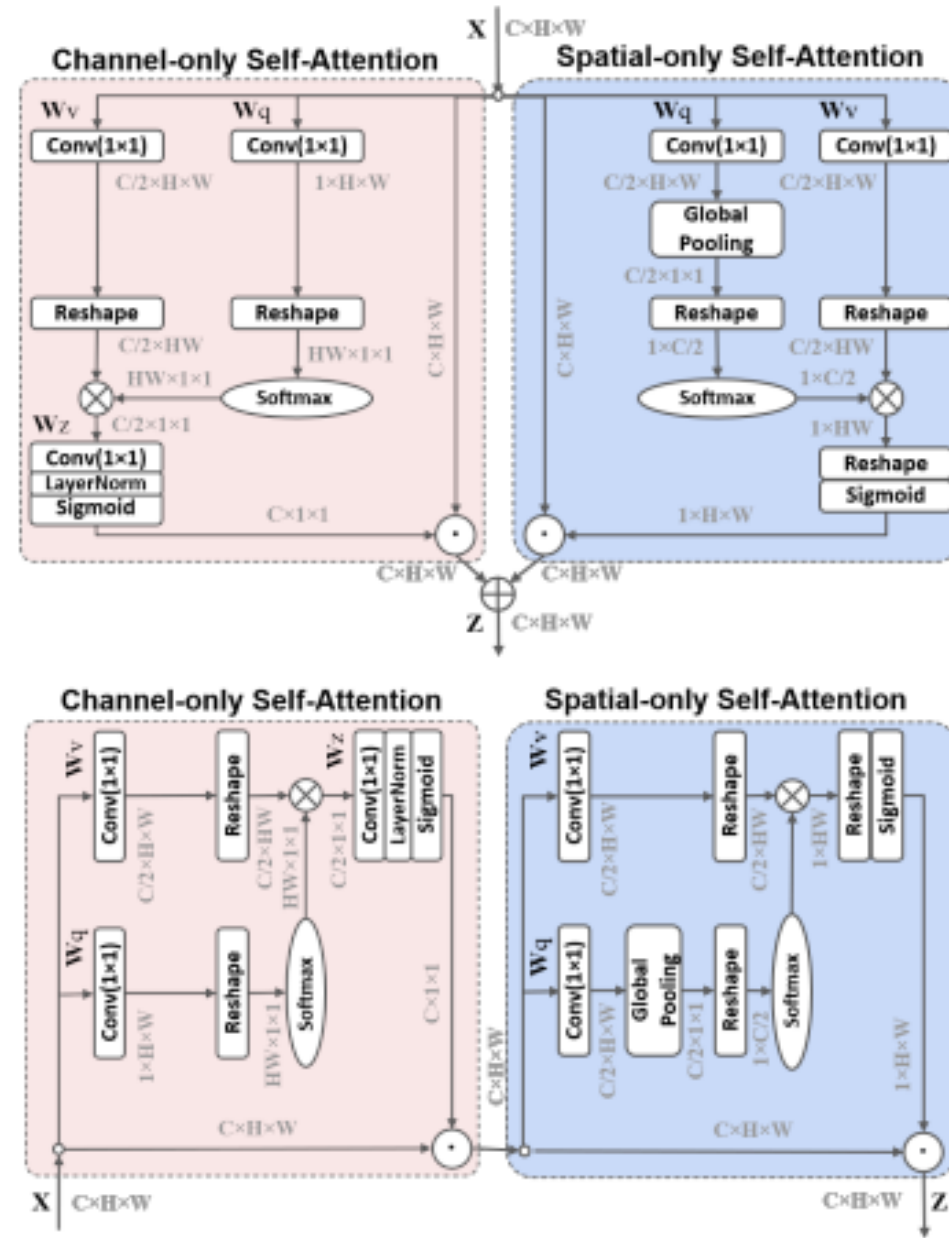 X C×H×W
Channel-only Self-Attention Spatial-only Self-Attention
Wv Wq Wq Wv
Conv(1×1) Conv(1×1) Conv(1×1) Conv(1×1)
C/2×H×W 1×H×W C/2×H×W C/2×H×W
Global
Pooling
C/2×1×1
Reshape Reshape C×H×W C×H×W Reshape Reshape
C/2×HW HW×1×1 1×C/2 C/2×HW
HW×1×1 Softmax Softmax 1×C/2
Wz C/2×1×1 1×HW
Conv(1×1) Reshape
LayerNorm Sigmoid
Sigmoid
C×1×1 1×H×W
C×H×W C×H×W
Z C×H×W
Channel-only Self-Attention Spatial-only Self-Attention
Wv Conv(1×1) C/2×H×W Reshape C/2×HW HW×1×1 Wz C/2×1×1 Conv(1×1) LayerNorm Sigmoid
Wq Conv(1×1) 1×H×W Reshape HW×1×1 Softmax C×1×1
C×H×W
X C×H×W
C×H×W
Wv Conv(1×1) C/2×H×W Reshape C/2×HW 1×HW Reshape Sigmoid
Wq Conv(1×1) C/2×H×W Global Pooling C/2×1×1 Reshape 1×C/2 Softmax 1×H×W
C×H×W
C×H×W Z